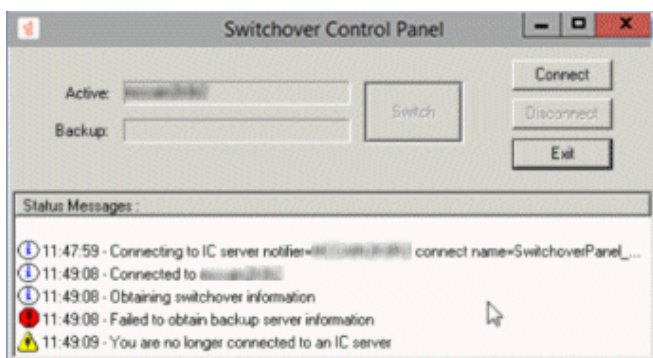 Switchover Control Panel
Connect
Active:
Switch
Disconnect
Backup:
Exit
Status Messages :
11:47:59 - Connecting to IC server notifier= connect name=SwitchoverPanel_...
11:49:08 - Connected to
11:49:08 - Obtaining switchover information
11:49:08 - Failed to obtain backup server information
11:49:09 - You are no longer connected to an IC server